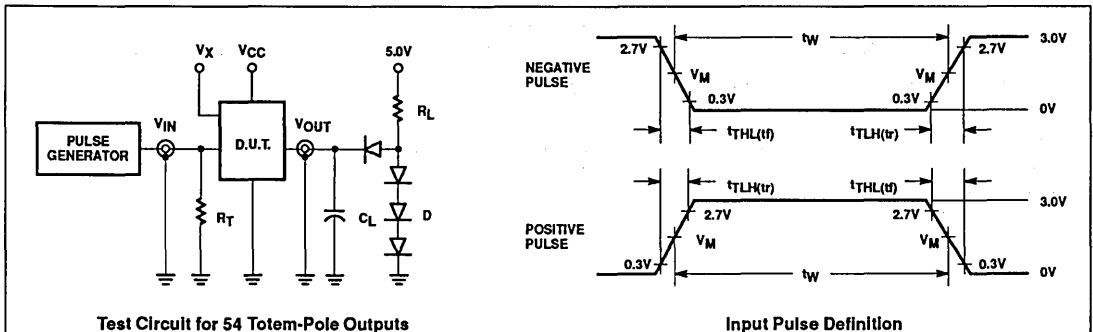 VX VCC 5.0V
RL
VIN VOUT
PULSE GENERATOR
D.U.T.
RT
CL
D
Test Circuit for 54 Totem-Pole Outputs
NEGATIVE PULSE
2.7V tW 2.7V 3.0V
VM VM
0.3V 0.3V 0V
tTHL(tf) tTLH(tr)
tTLH(tr) tTHL(tf)
POSITIVE PULSE
3.0V
2.7V 2.7V
VM VM
0.3V tW 0.3V 0V
Input Pulse Definition